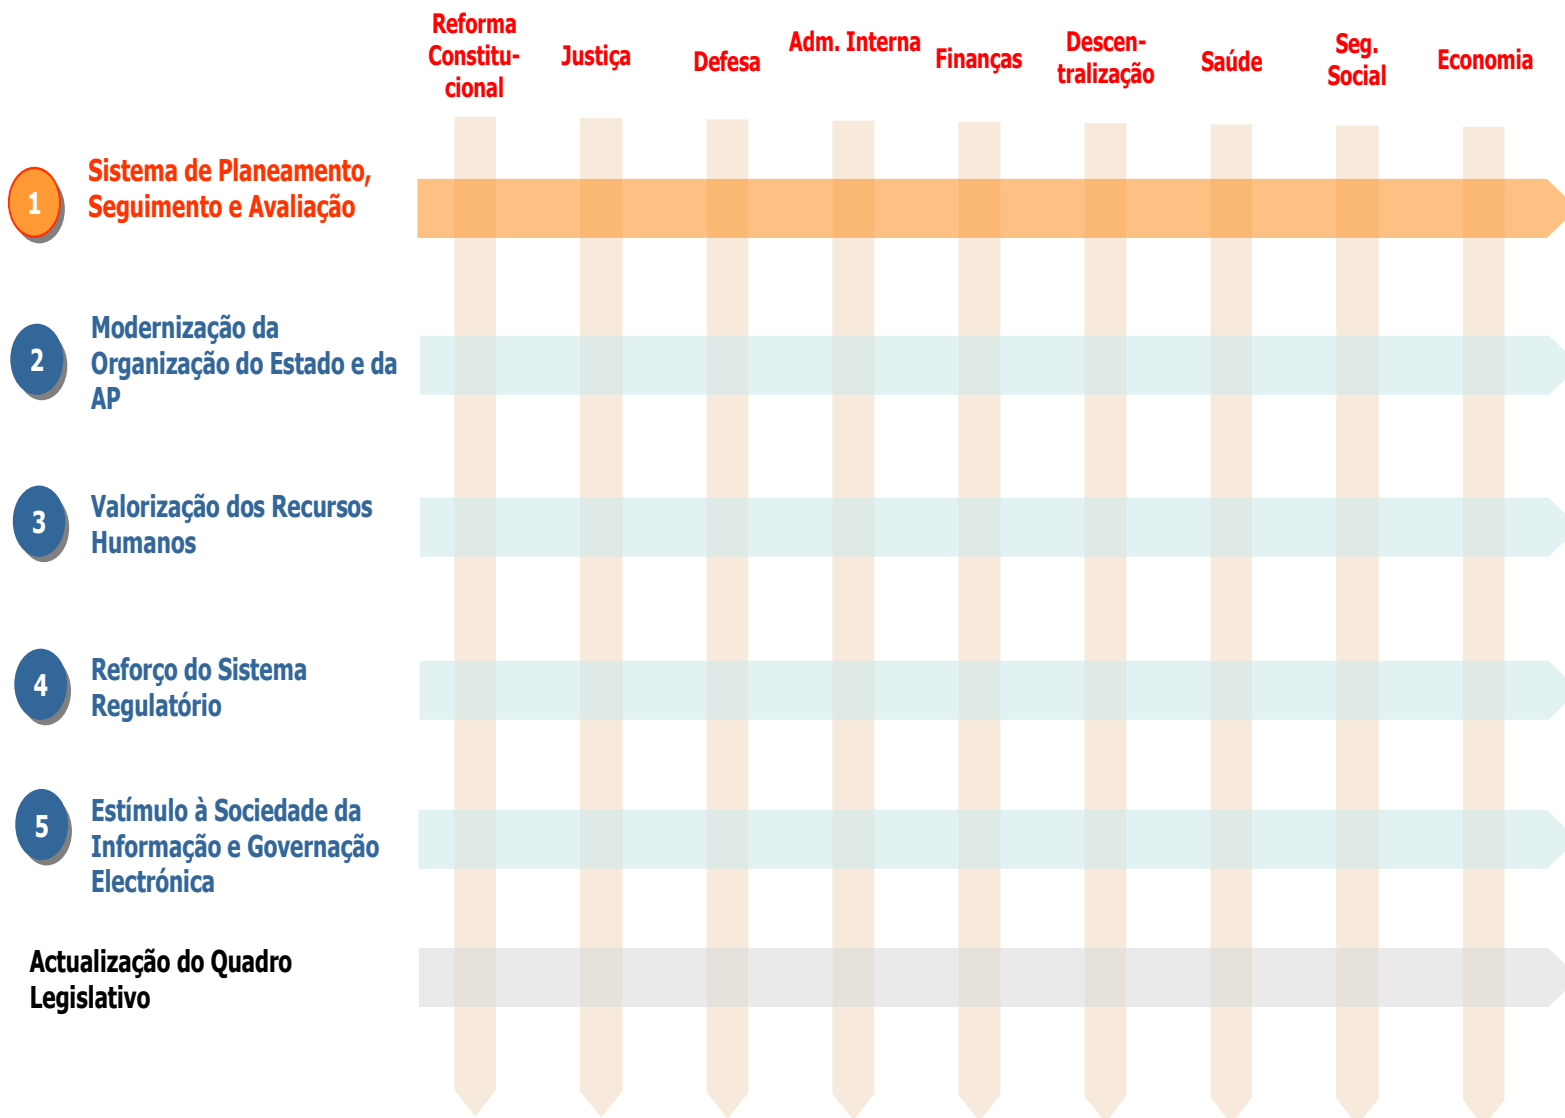 Reforma
Constitu-
cional
Justiça
Defesa
Adm. Interna
Finanças
Descen-
tralização
Saúde
Seg.
Social
Economia
1
Sistema de Planeamento,
Seguimento e Avaliação
2
Modernização da
Organização do Estado e da
AP
3
Valorização dos Recursos
Humanos
4
Reforço do Sistema
Regulatório
5
Estímulo à Sociedade da
Informação e Governação
Electrónica
Actualização do Quadro
Legislativo